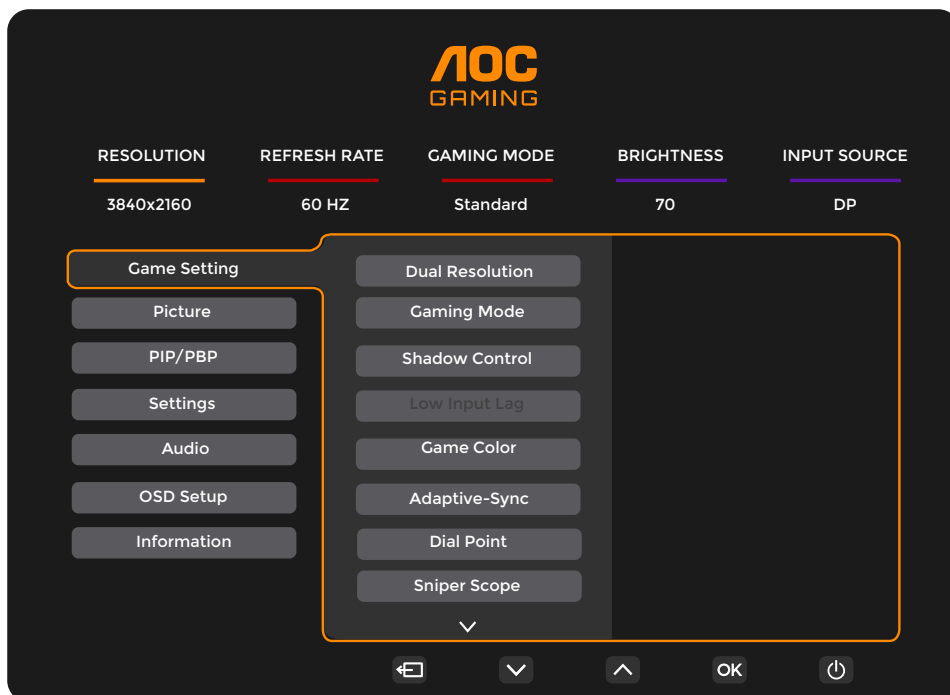 AOC
GAMING
RESOLUTION REFRESH RATE GAMING MODE BRIGHTNESS INPUT SOURCE
3840x2160 60 HZ Standard 70 DP
Game Setting
Picture
PIP/PBP
Settings
Audio
OSD Setup
Information
Dual Resolution
Gaming Mode
Shadow Control
Low Input Lag
Game Color
Adaptive-Sync
Dial Point
Sniper Scope
OK